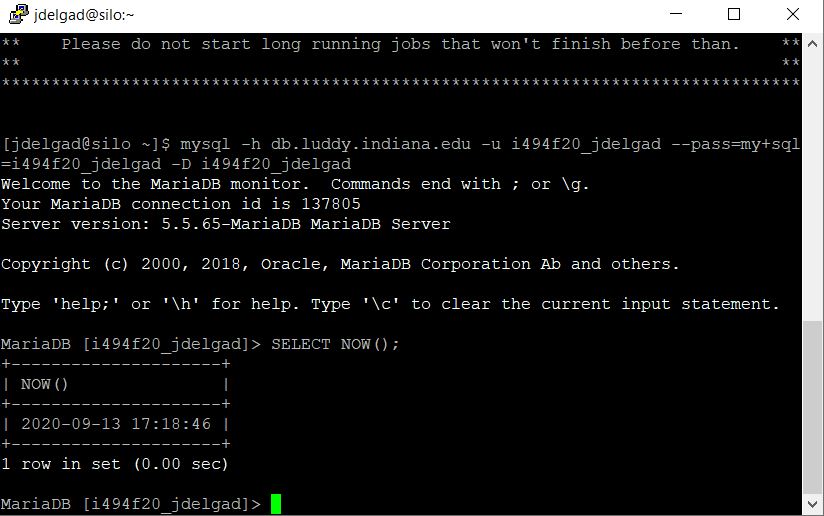 jdelgad@silo:~
**    Please do not start long running jobs that won't finish before than.    **
**                                                                            **
********************************************************************************
[jdelgad@silo ~]$ mysql -h db.luddy.indiana.edu -u i494f20_jdelgad --pass=my+sql
=i494f20_jdelgad -D i494f20_jdelgad
Welcome to the MariaDB monitor.  Commands end with ; or \g.
Your MariaDB connection id is 137805
Server version: 5.5.65-MariaDB MariaDB Server
Copyright (c) 2000, 2018, Oracle, MariaDB Corporation Ab and others.
Type 'help;' or '\h' for help. Type '\c' to clear the current input statement.
MariaDB [i494f20_jdelgad]> SELECT NOW();
+---------------------+
| NOW()               |
+---------------------+
| 2020-09-13 17:18:46 |
+---------------------+
1 row in set (0.00 sec)
MariaDB [i494f20_jdelgad]>